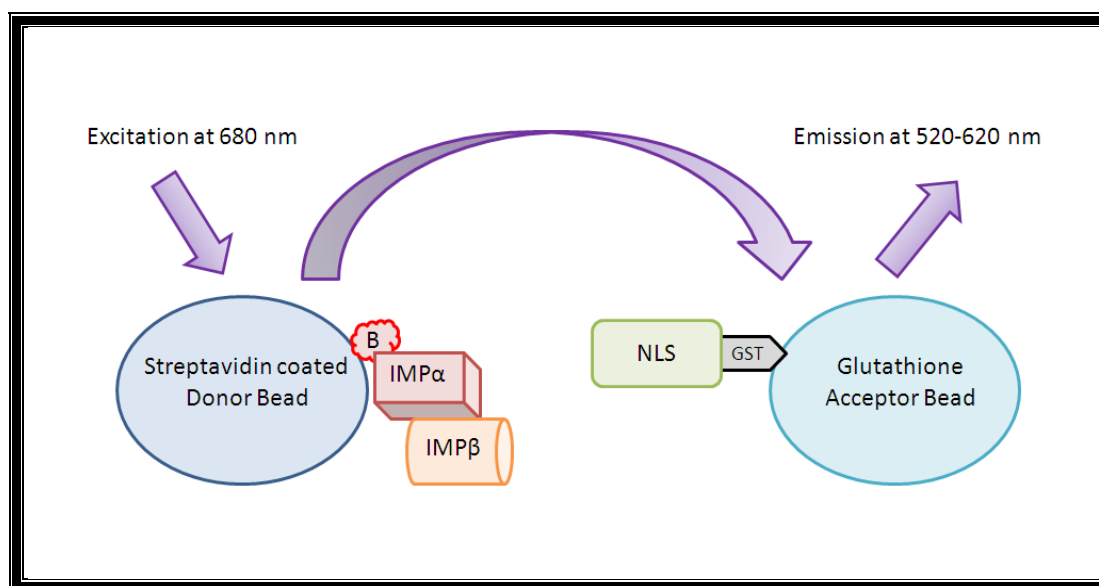 Excitation at 680 nm
Emission at 520-620 nm
Streptavidin coated
Donor Bead
B
IMPα
IMPβ
NLS
GST
Glutathione
Acceptor Bead